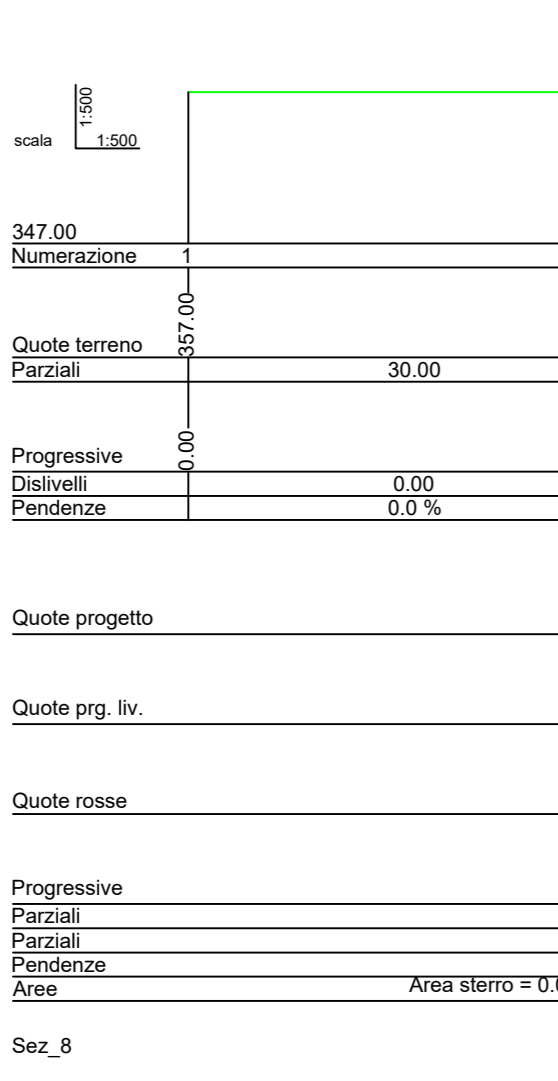 1:500
scala 1:500
347.00
Numerazione 1
357.00
Quote terreno
Parziali 30.00
0.00
Progressive
Dislivelli 0.00
Pendenze 0.0 %
Quote progetto
Quote prg. liv.
Quote rosse
Progressive
Parziali
Parziali
Pendenze
Aree Area sterro = 0.0
Sez_8